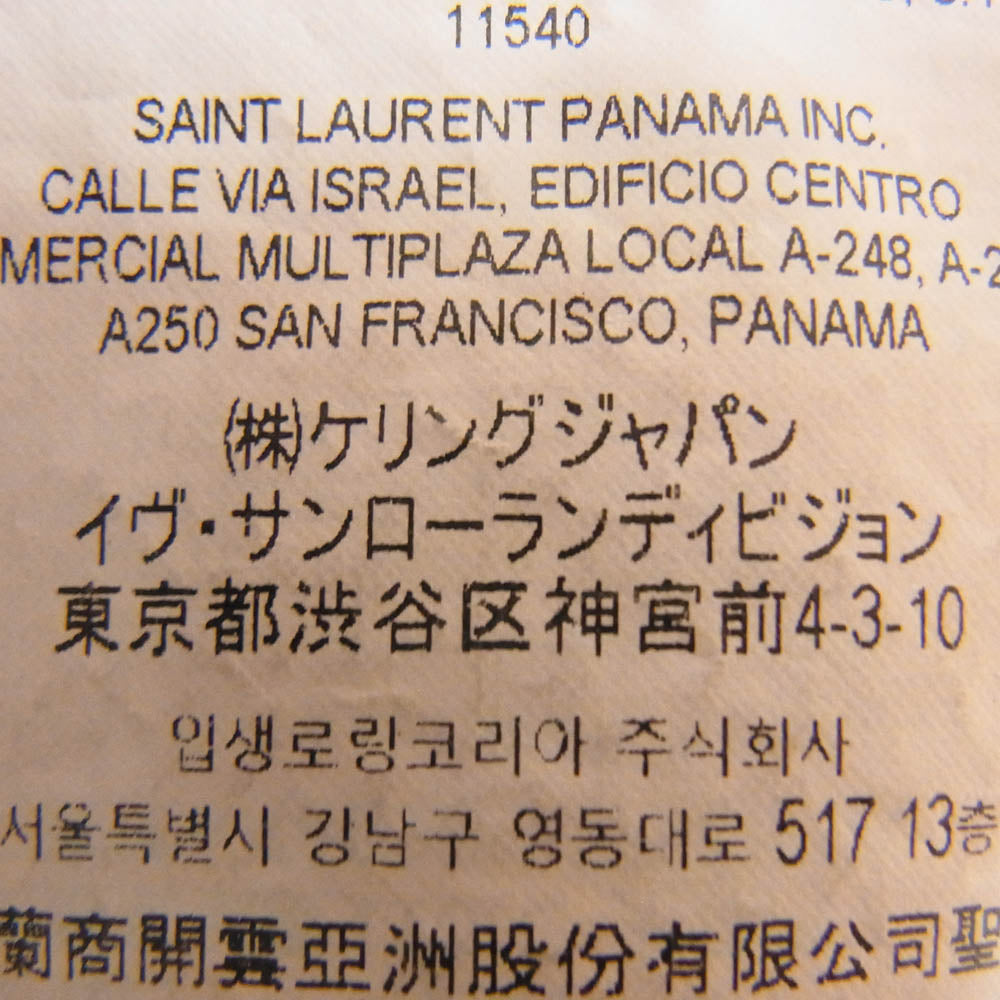 11540
SAINT LAURENT PANAMA INC.
CALLE VIA ISRAEL, EDIFICIO CENTRO
MERCIAL MULTIPLAZA LOCAL A-248, A-2
A250 SAN FRANCISCO, PANAMA
(株)ケリングジャパン
イヴ・サンローランディビジョン
東京都渋谷区神宮前4-3-10
입생로랑코리아 주식회사
서울특별시 강남구 영동대로 517 13층
蘭商開雲亞洲股份有限公司聖